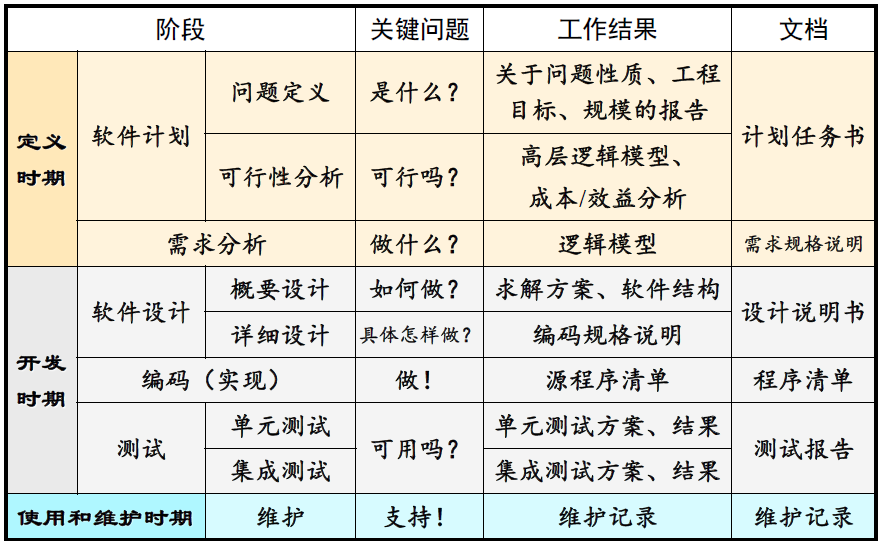 阶段 关键问题 工作结果 文档
定义时期 软件计划 问题定义 是什么？ 关于问题性质、工程
目标、规模的报告 计划任务书
可行性分析 可行吗？ 高层逻辑模型、
成本/效益分析
需求分析 做什么？ 逻辑模型 需求规格说明
开发时期 软件设计 概要设计 如何做？ 求解方案、软件结构 设计说明书
详细设计 具体怎样做？ 编码规格说明
编码（实现） 做！ 源程序清单 程序清单
测试 单元测试 可用吗？ 单元测试方案、结果 测试报告
集成测试 集成测试方案、结果
使用和维护时期 维护 支持！ 维护记录 维护记录